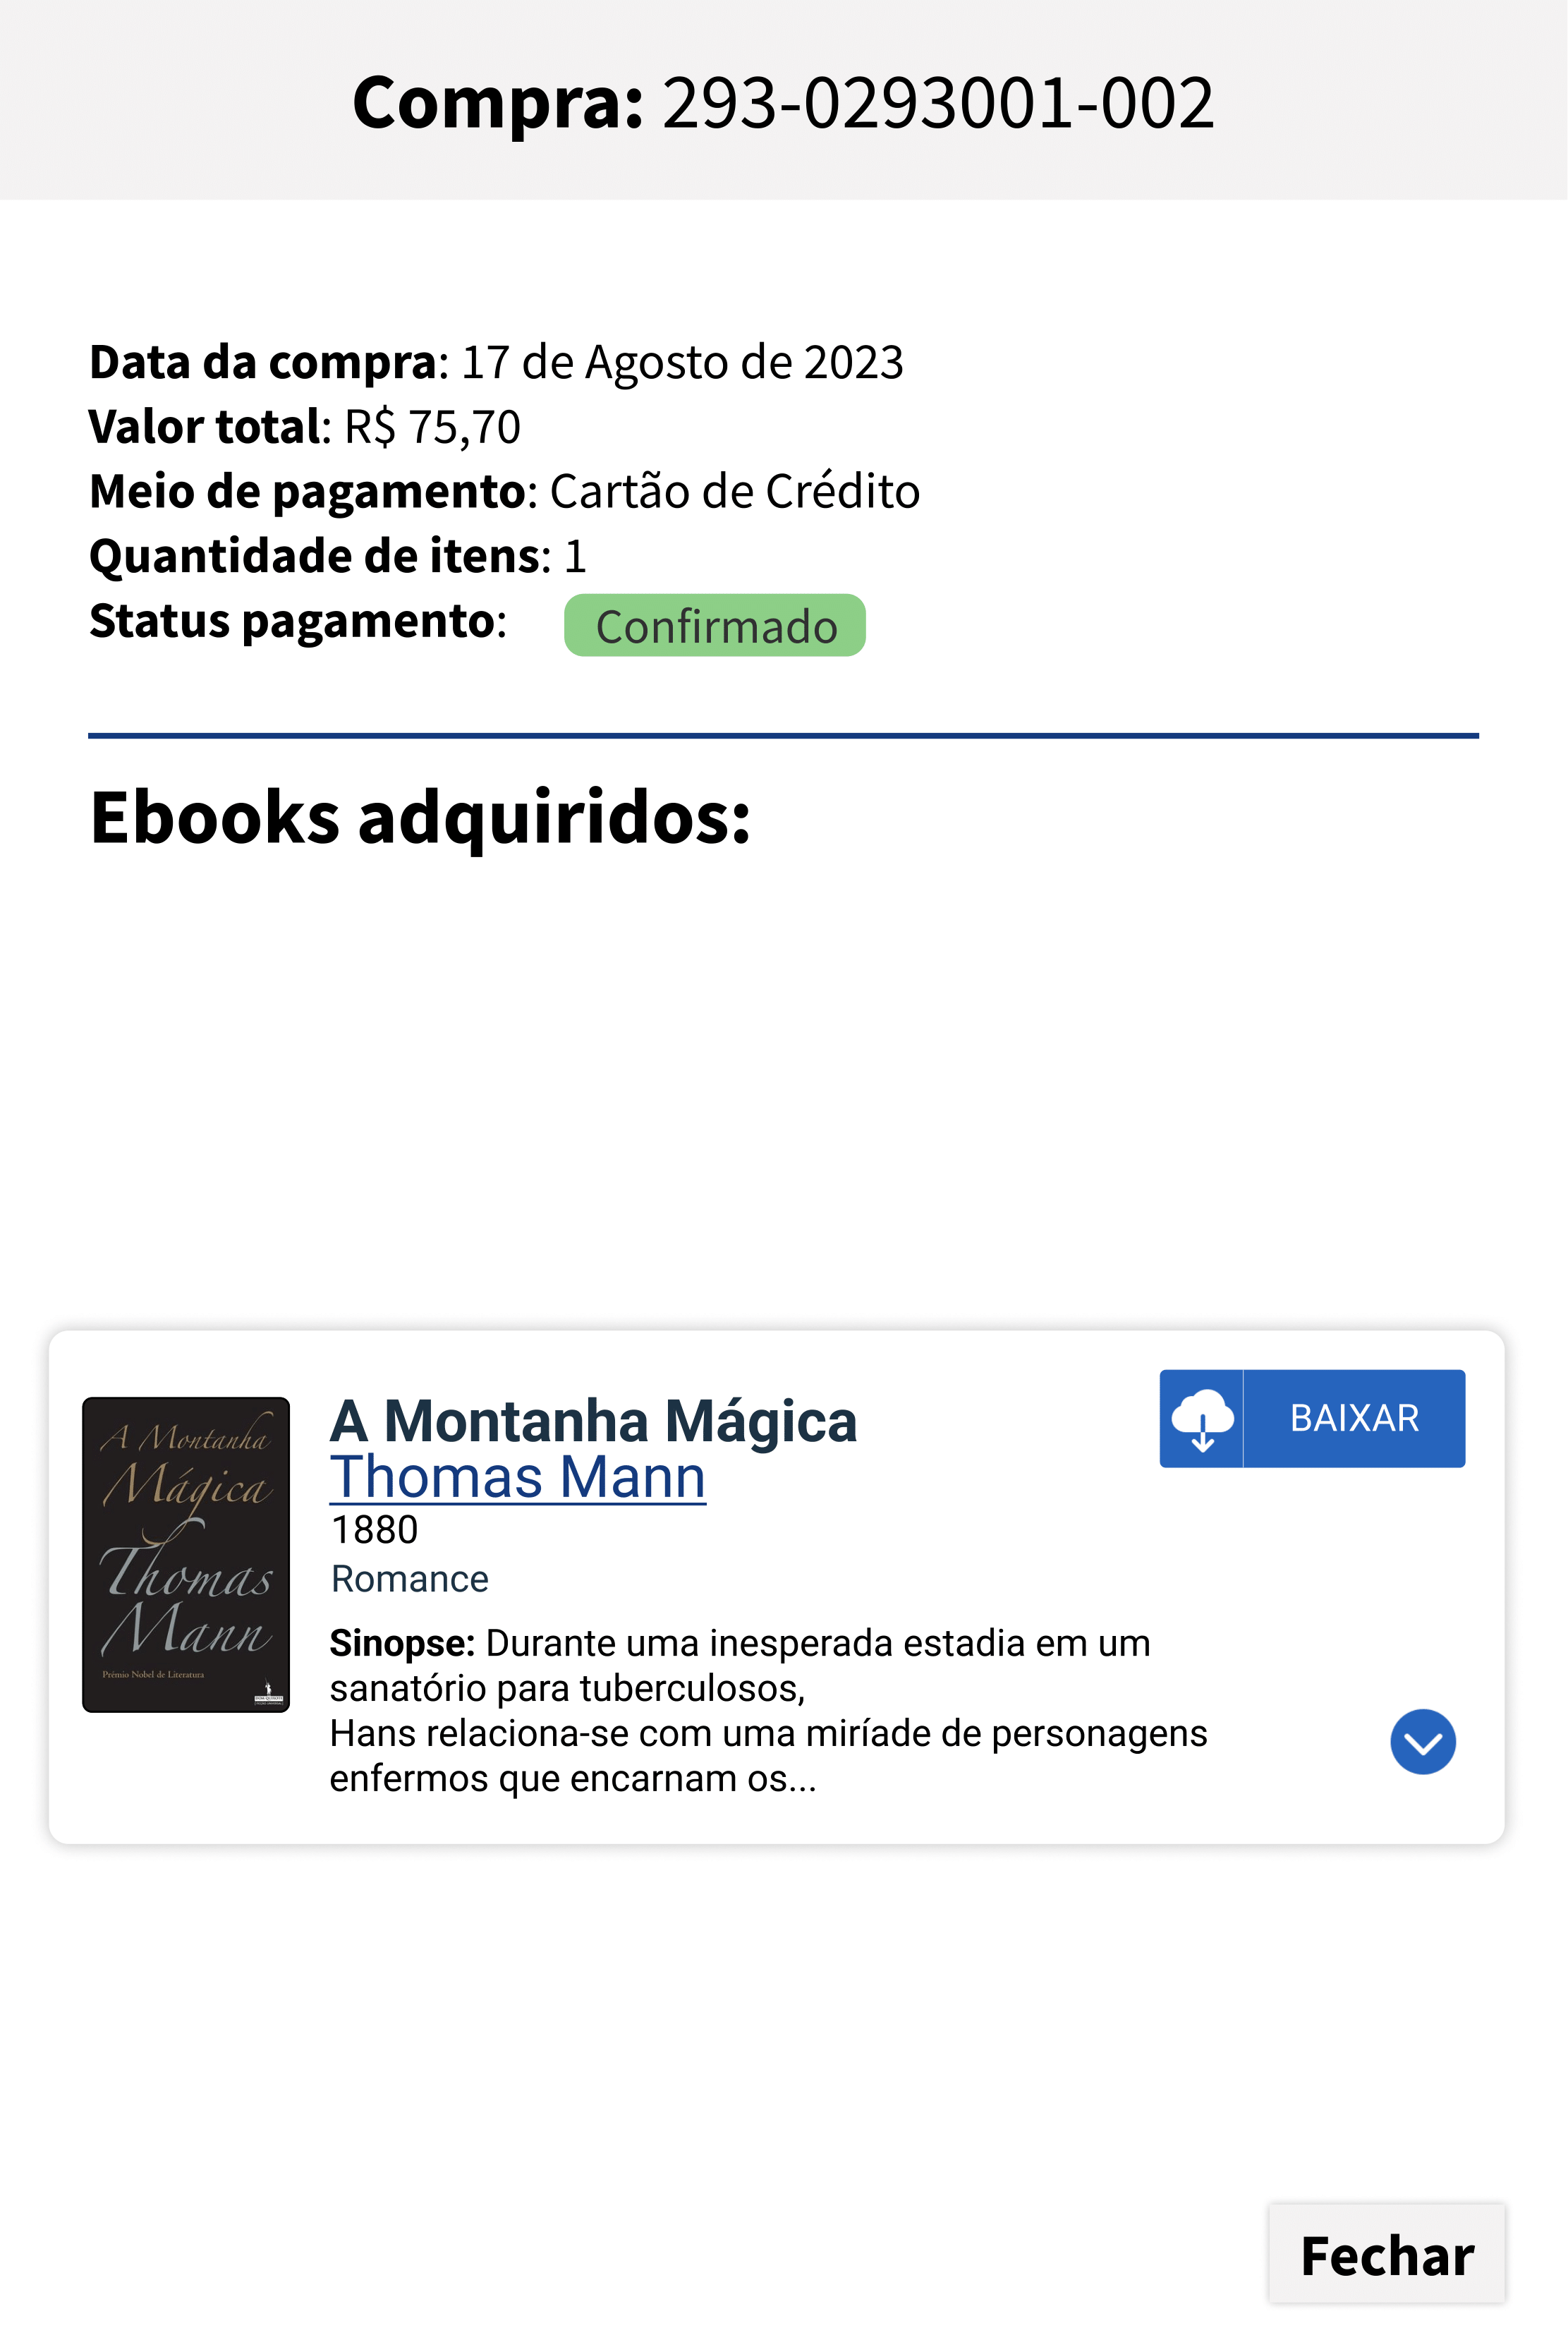 Compra: 293-0293001-002
Data da compra: 17 de Agosto de 2023
Valor total: R$ 75,70
Meio de pagamento: Cartão de Crédito
Quantidade de itens: 1
Status pagamento: Confirmado
Ebooks adquiridos:
A Montanha
Mágica
Thomas
Mann
Prémio Nobel de Literatura
A Montanha Mágica
Thomas Mann
1880
Romance
Sinopse: Durante uma inesperada estadia em um
sanatório para tuberculosos,
Hans relaciona-se com uma miríade de personagens
enfermos que encarnam os...
BAIXAR
Fechar